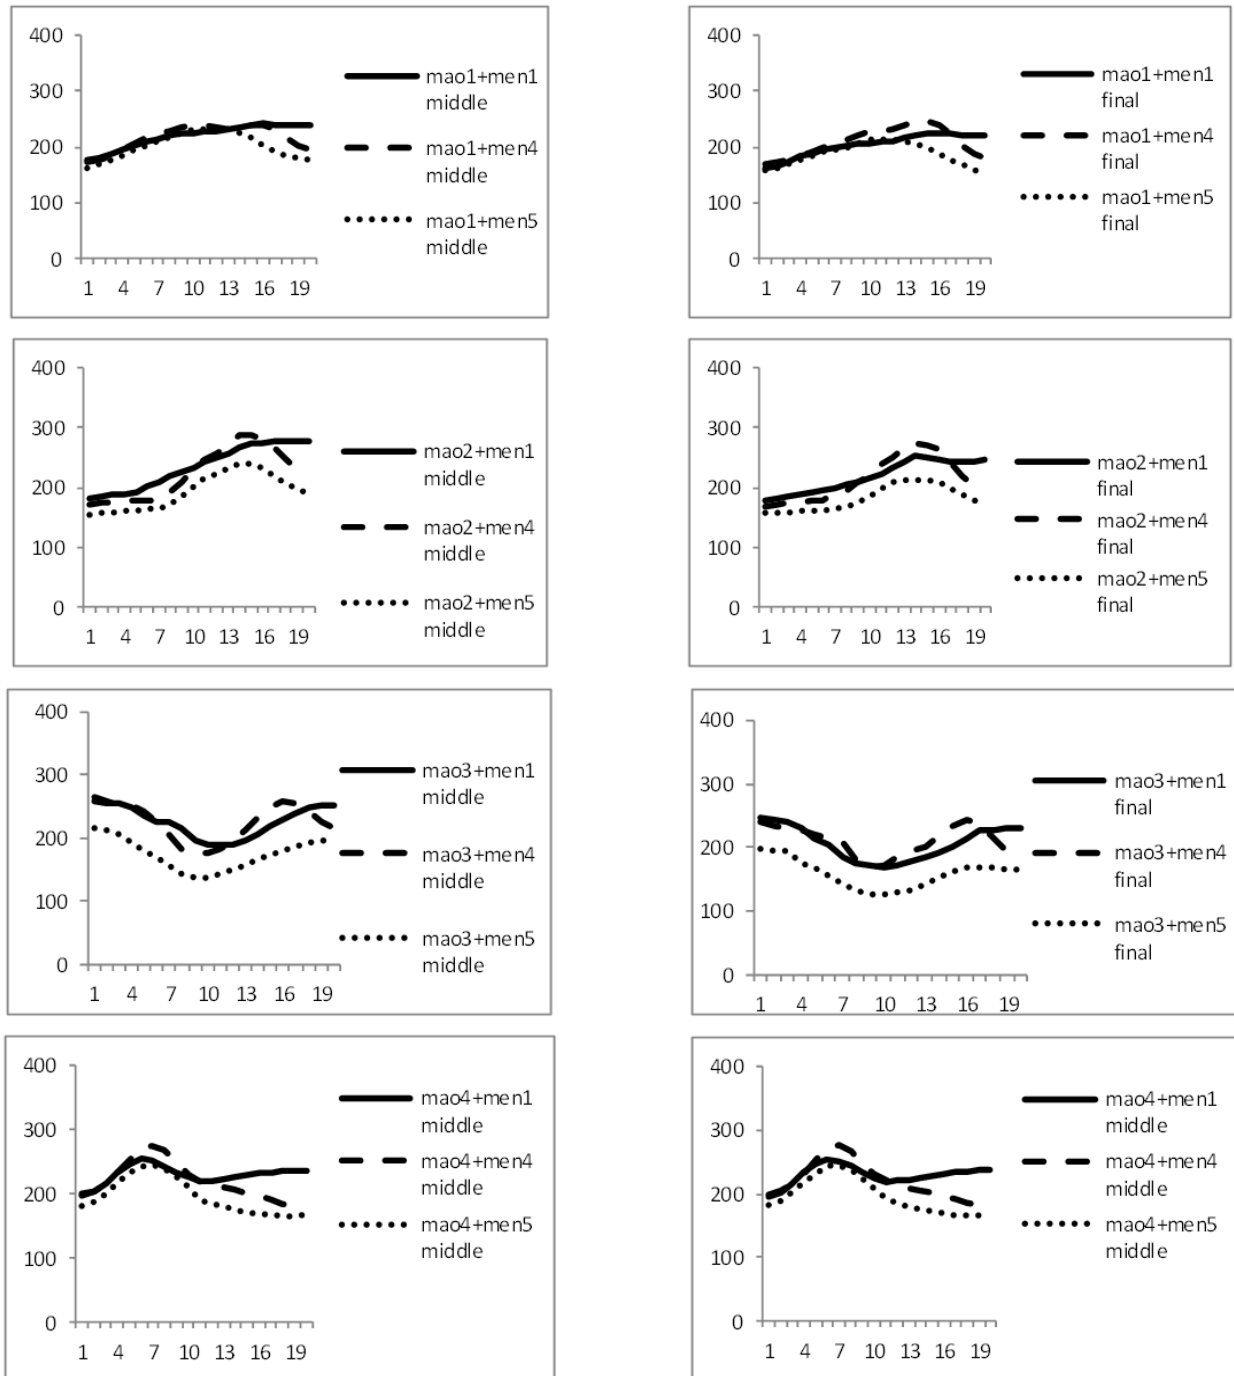 400
300
200
100
0
1 4 7 10 13 16 19
mao1+men1
middle
mao1+men4
middle
mao1+men5
middle
400
300
200
100
0
1 4 7 10 13 16 19
mao1+men1
final
mao1+men4
final
mao1+men5
final
400
300
200
100
0
1 4 7 10 13 16 19
mao2+men1
middle
mao2+men4
middle
mao2+men5
middle
400
300
200
100
0
1 4 7 10 13 16 19
mao2+men1
final
mao2+men4
final
mao2+men5
final
400
300
200
100
0
1 4 7 10 13 16 19
mao3+men1
middle
mao3+men4
middle
mao3+men5
middle
400
300
200
100
0
1 4 7 10 13 16 19
mao3+men1
final
mao3+men4
final
mao3+men5
final
400
300
200
100
0
1 4 7 10 13 16 19
mao4+men1
middle
mao4+men4
middle
mao4+men5
middle
400
300
200
100
0
1 4 7 10 13 16 19
mao4+men1
middle
mao4+men4
middle
mao4+men5
middle